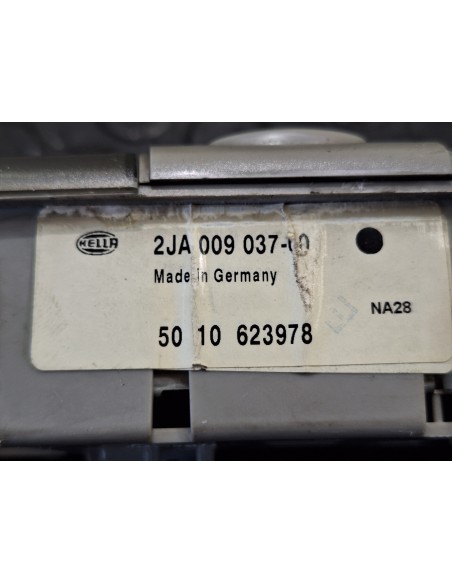 HELLA
2JA 009 037-
Made in Germany
NA28
50 10 623978